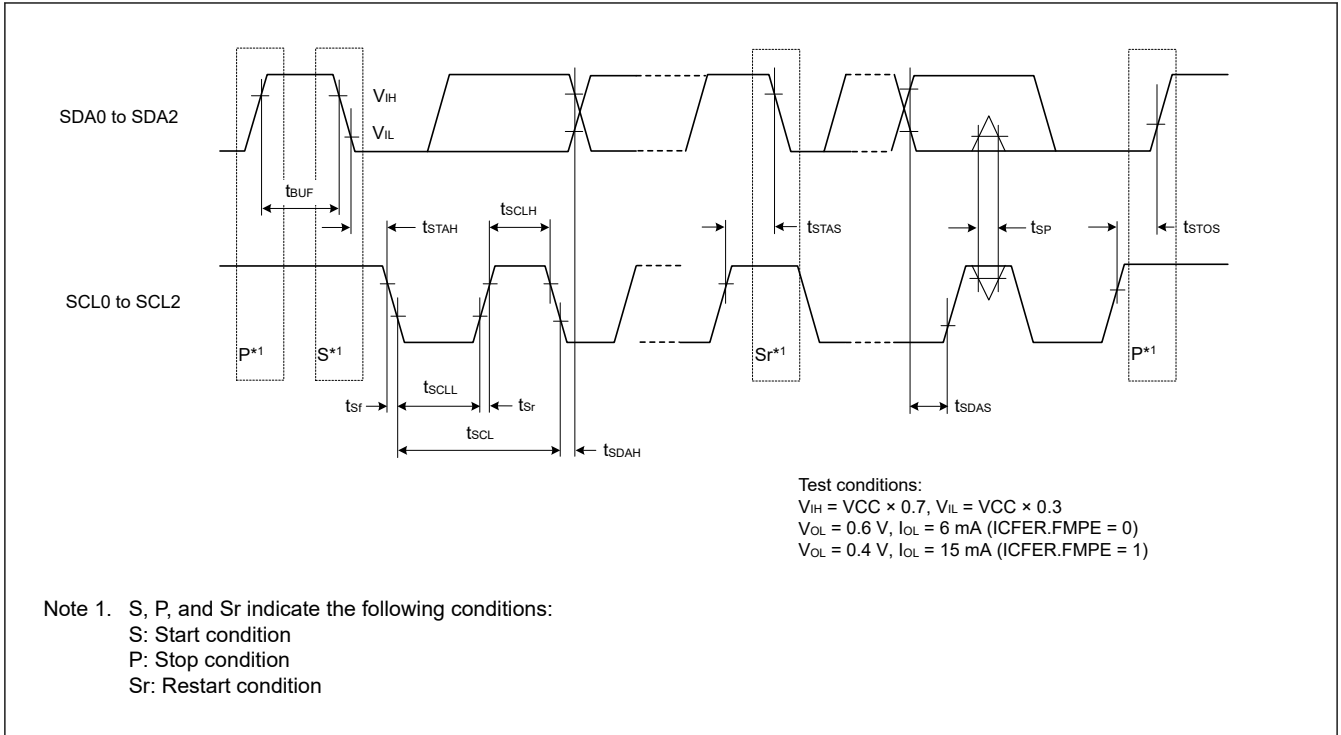 SDA0 to SDA2
VIH
VIL
tBUF
tSTAH
tSCLH
tSTAS
tSP
tSTOS
SCL0 to SCL2
P*1
S*1
Sr*1
P*1
tSf
tSCLL
tSr
tSDAS
tSCL
tSDAH
Test conditions:
VIH = VCC × 0.7, VIL = VCC × 0.3
VOL = 0.6 V, IOL = 6 mA (ICFER.FMPE = 0)
VOL = 0.4 V, IOL = 15 mA (ICFER.FMPE = 1)
Note 1. S, P, and Sr indicate the following conditions:
S: Start condition
P: Stop condition
Sr: Restart condition